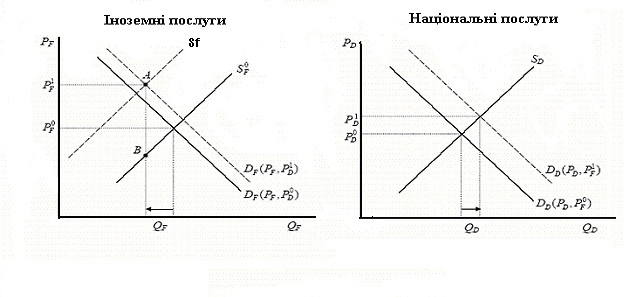 Іноземні послуги
P_F
Sf
A
S_F^0
P_F^1
P_F^0
B
D_F(P_F, P_D^1)
D_F(P_F, P_D^0)
Q_F
Q_F
Національні послуги
P_D
S_D
P_D^1
P_D^0
D_D(P_D, P_F^1)
D_D(P_D, P_F^0)
Q_D
Q_D